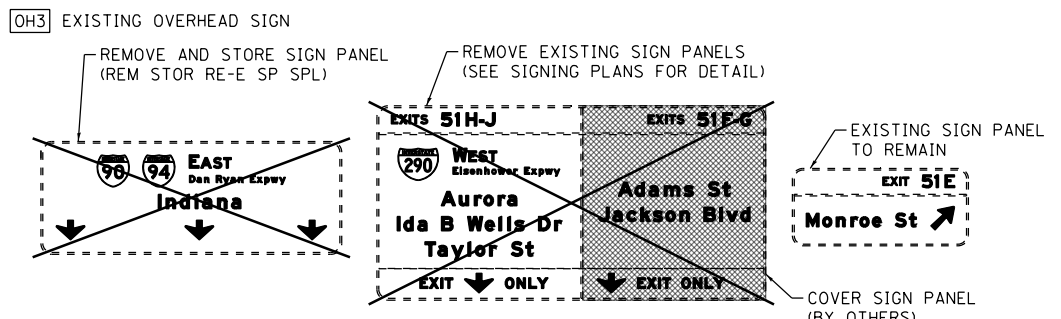 OH3 EXISTING OVERHEAD SIGN
REMOVE AND STORE SIGN PANEL
(REM STOR RE-E SP SPL)
REMOVE EXISTING SIGN PANELS
(SEE SIGNING PLANS FOR DETAIL)
EXISTING SIGN PANEL
TO REMAIN
90 94 EAST
Dan Ryan Expwy
Indiana
EXITS 51H-J
INTERSTATE
290 WEST
Eisenhower Expwy
Aurora
Ida B Wells Dr
Taylor St
EXIT ONLY
EXITS 51F-G
Adams St
Jackson Blvd
EXIT ONLY
EXIT 51E
Monroe St
COVER SIGN PANEL
(BY OTHERS)